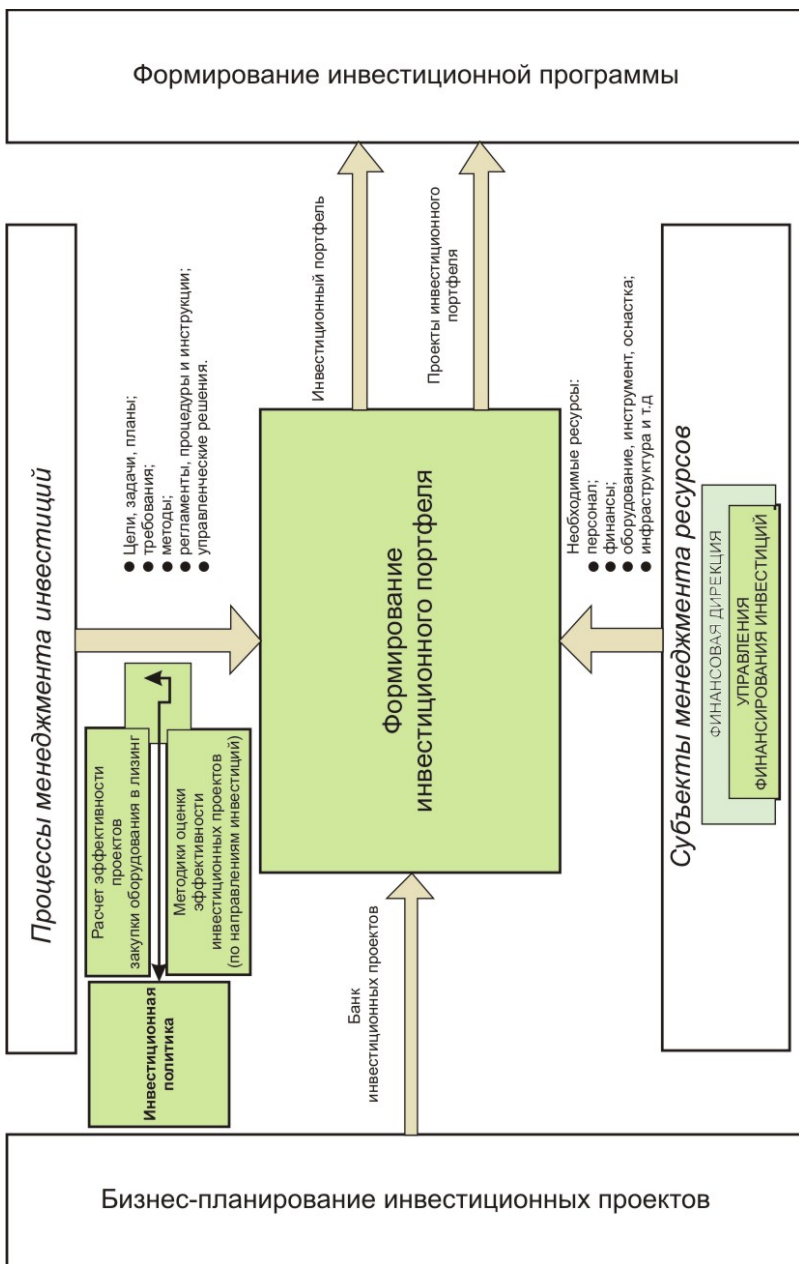 Процессы менеджмента инвестиций
Бизнес-планирование инвестиционных проектов
Инвестиционная
политика
Расчет эффективности
проектов
закупки оборудования в лизинг
Методики оценки
эффективности
инвестиционных проектов
(по направлениям инвестиций)
Цели, задачи, планы;
требования;
методы;
регламенты, процедуры и инструкции;
управленческие решения.
Банк
инвестиционных проектов
Формирование
инвестиционного портфеля
Инвестиционный портфель
Проекты инвестиционного
портфеля
Формирование инвестиционной программы
Необходимые ресурсы:
персонал;
финансы;
оборудование, инструмент, оснастка;
инфраструктура и т.д
Субъекты менеджмента ресурсов
ФИНАНСОВАЯ ДИРЕКЦИЯ
УПРАВЛЕНИЯ
ФИНАНСИРОВАНИЯ ИНВЕСТИЦИЙ